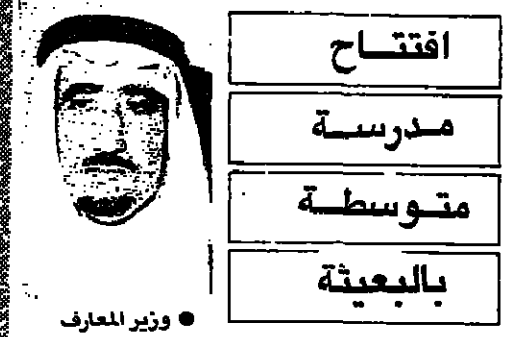 افتتاح
مدرسة
متوسطة
بالبعيثة
● وزير المعارف